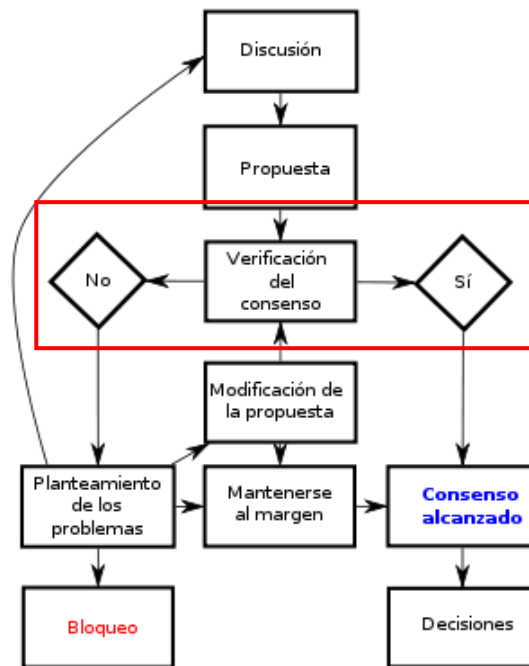 Discusión
Propuesta
No
Verificación
del
consenso
Sí
Modificación de
la propuesta
Planteamiento
de los
problemas
Mantenerse
al margen
Consenso
alcanzado
Bloqueo
Decisiones